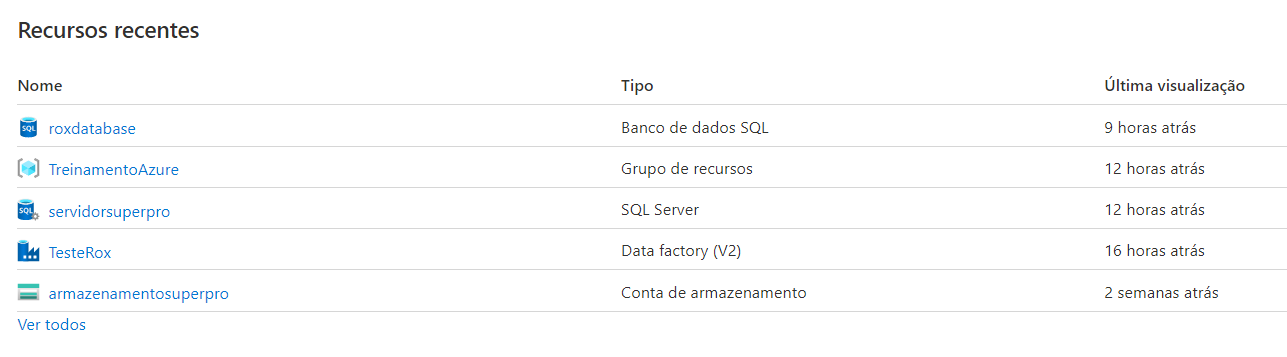 Recursos recentes
Nome Tipo Última visualização
SQL roxdatabase Banco de dados SQL 9 horas atrás
TreinamentoAzure Grupo de recursos 12 horas atrás
SQL servidorsuperpro SQL Server 12 horas atrás
TesteRox Data factory (V2) 16 horas atrás
armazenamentosuperpro Conta de armazenamento 2 semanas atrás
Ver todos